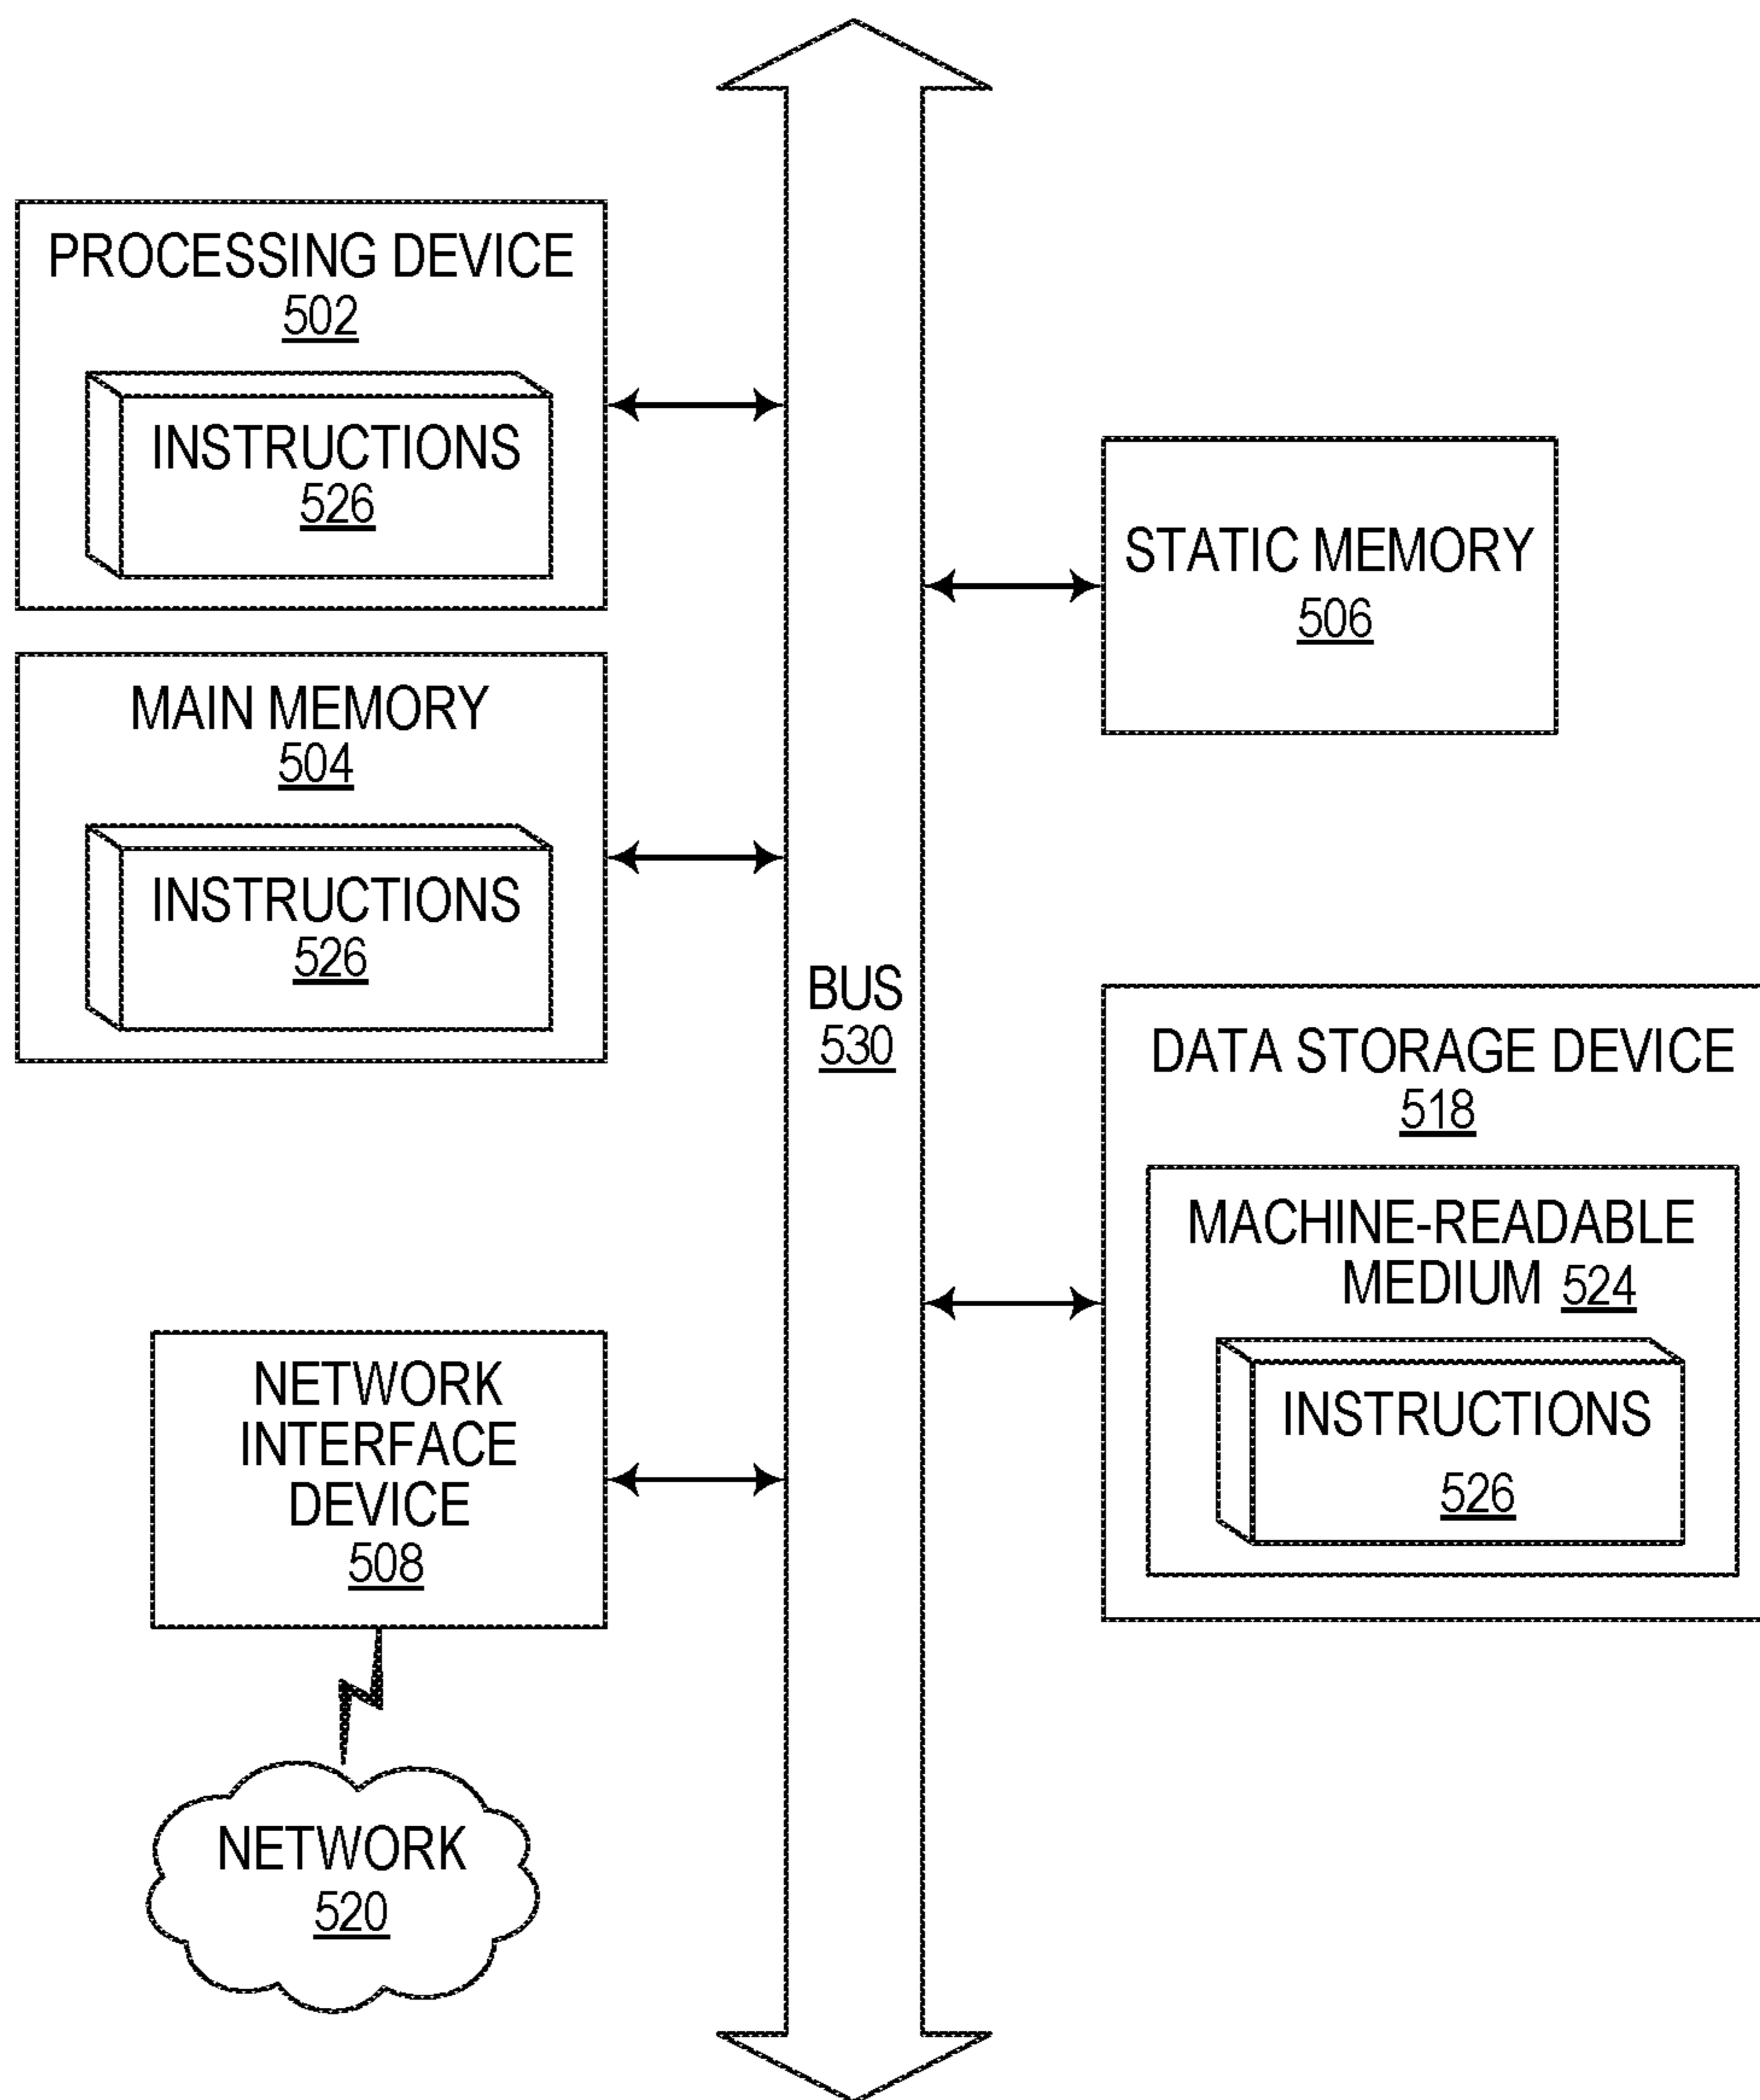 PROCESSING DEVICE
502
INSTRUCTIONS
526
MAIN MEMORY
504
INSTRUCTIONS
526
NETWORK
INTERFACE
DEVICE
508
NETWORK
520
BUS
530
STATIC MEMORY
506
DATA STORAGE DEVICE
518
MACHINE-READABLE
MEDIUM 524
INSTRUCTIONS
526